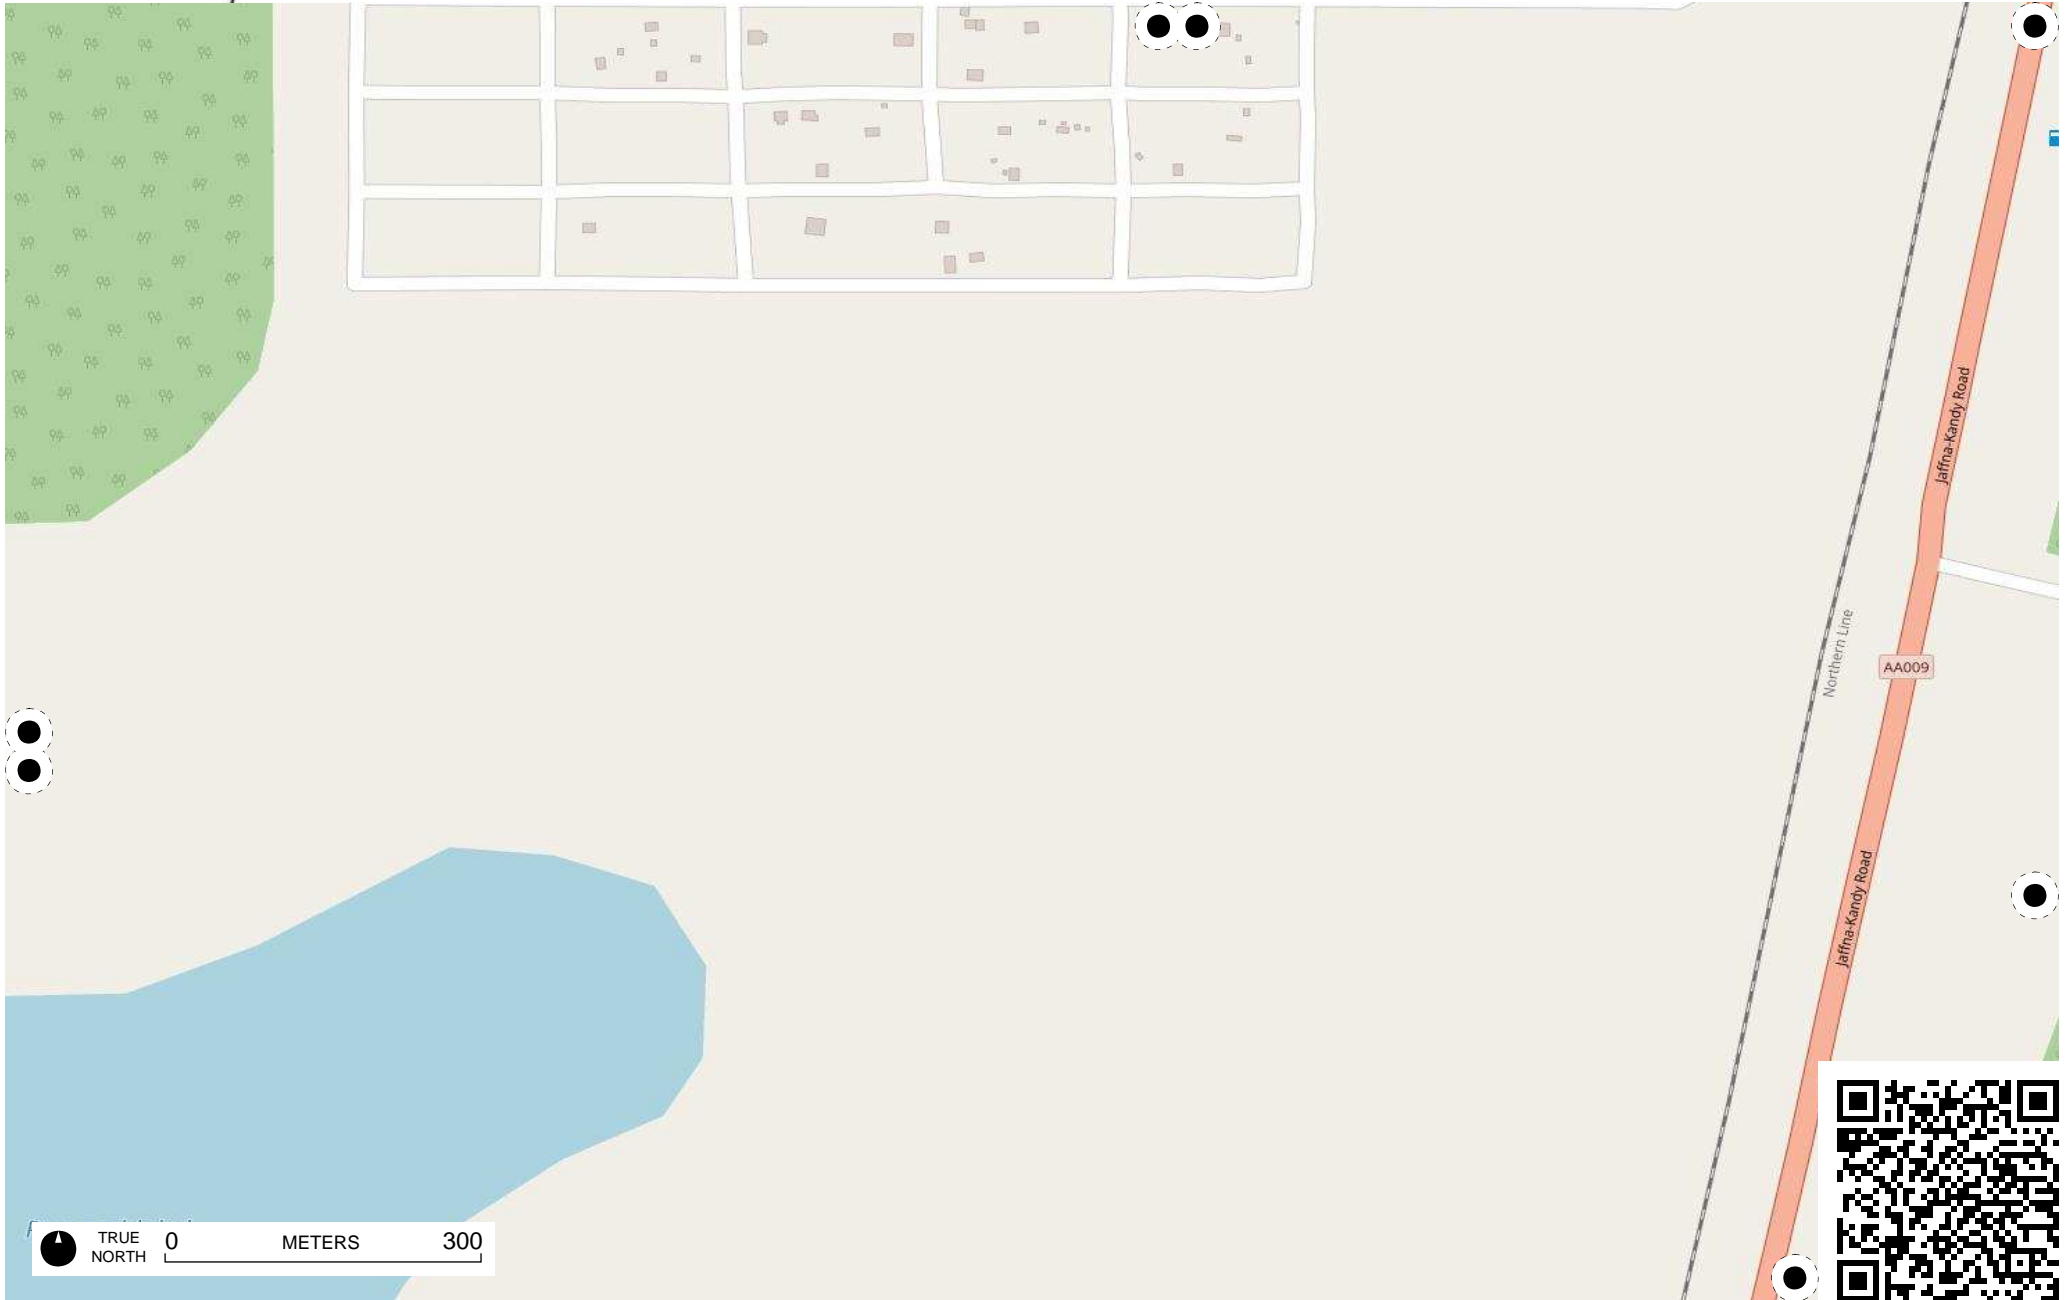 Jaffna-Kandy Road
Northern Line
AA009
Jaffna-Kandy Road
TRUE
NORTH
0 METERS 300